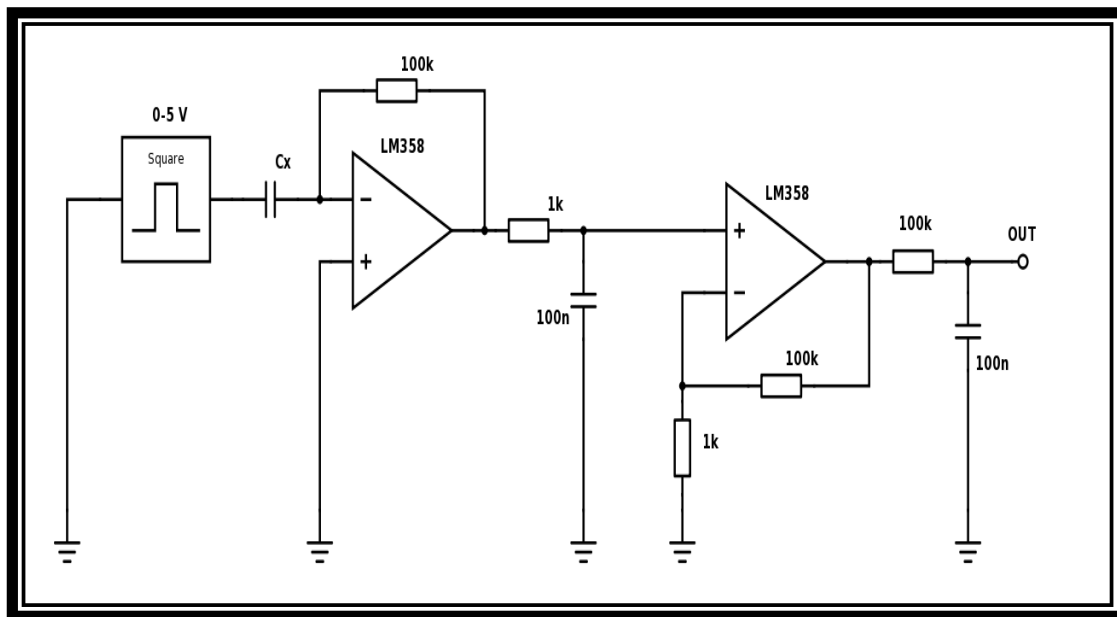 100k
0-5 V
LM358
Square
Cx
−
+
1k
100n
LM358
+
−
100k
OUT
100k
100n
1k